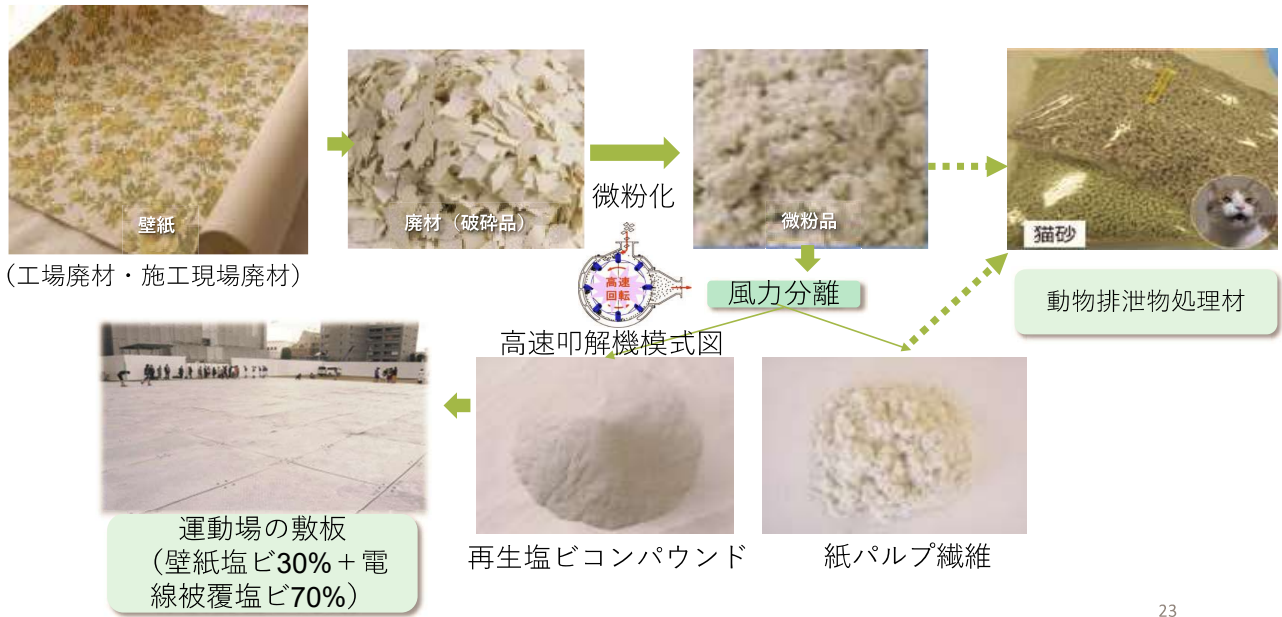 壁紙
(工場廃材・施工現場廃材)
廃材（破砕品）
微粉化
高速
回転
高速叩解機模式図
微粉品
風力分離
猫砂
動物排泄物処理材
再生塩ビコンパウンド
紙パルプ繊維
運動場の敷板
（壁紙塩ビ30%＋電
線被覆塩ビ70%）
23